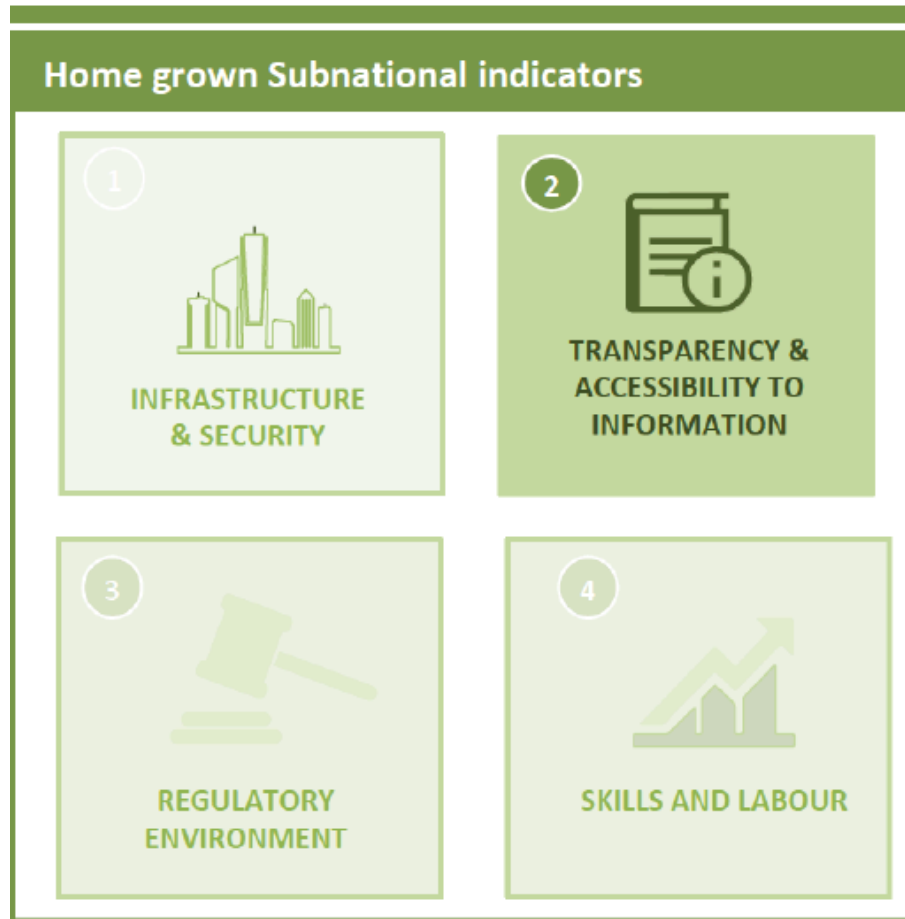 Home grown Subnational indicators
1
INFRASTRUCTURE
& SECURITY
2
i
TRANSPARENCY &
ACCESSIBILITY TO
INFORMATION
3
REGULATORY
ENVIRONMENT
4
SKILLS AND LABOUR